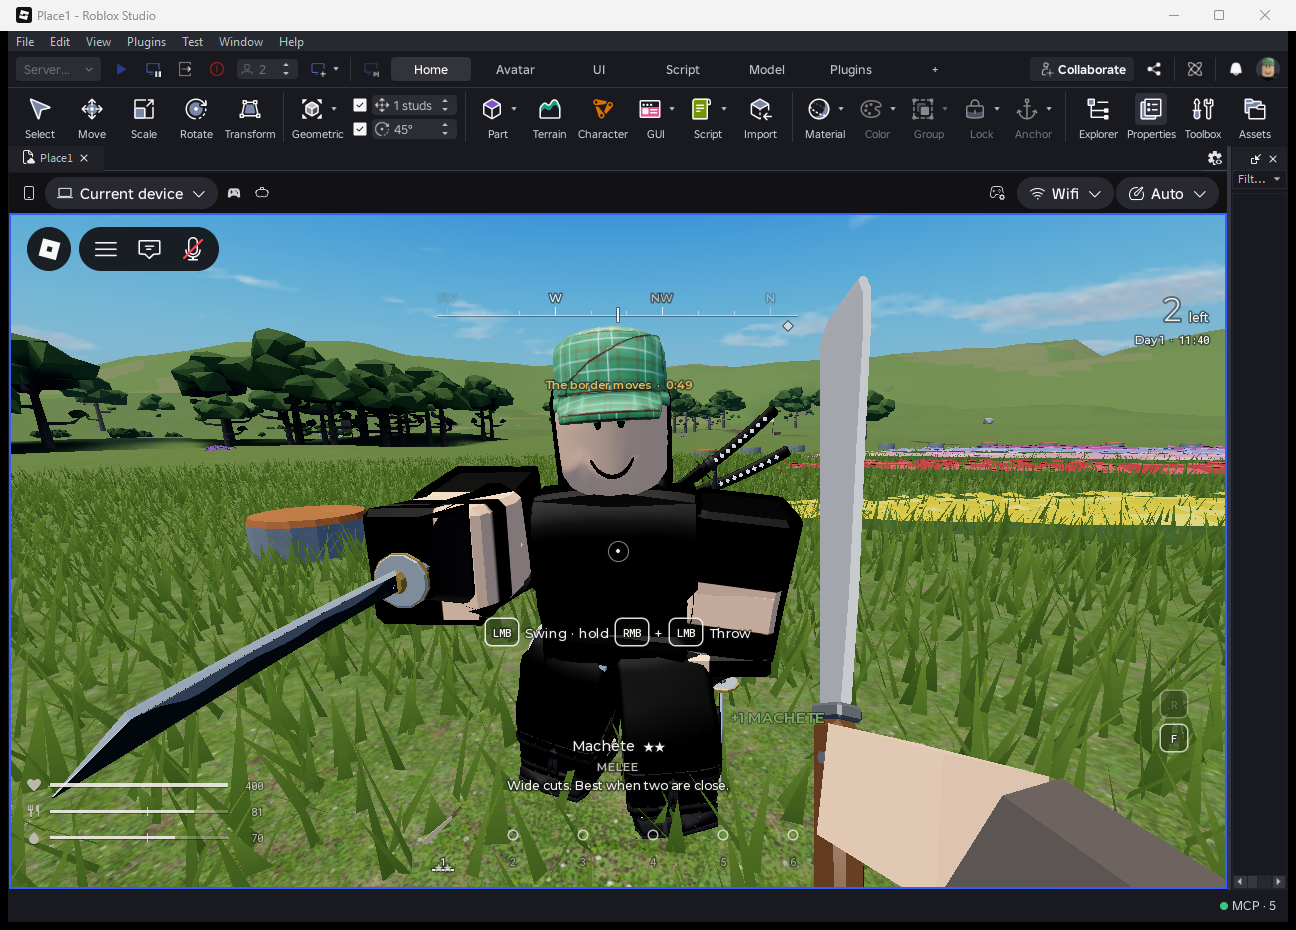 Place1 - Roblox Studio
File Edit View Plugins Test Window Help
Server... 2 Home Avatar UI Script Model Plugins + Collaborate
1 studs
45°
Select Move Scale Rotate Transform Geometric Part Terrain Character GUI Script Import Material Color Group Lock Anchor Explorer Properties Toolbox Assets
Place1
Filt...
Current device Wifi Auto
W NW N
2 left
Day 1 · 11:40
The border moves · 0:49
LMB Swing · hold RMB + LMB Throw
R
+1 MACHETE
F
Machete ★★
MELEE
Wide cuts. Best when two are close.
400
81
70
1 2 3 4 5 6
MCP · 5